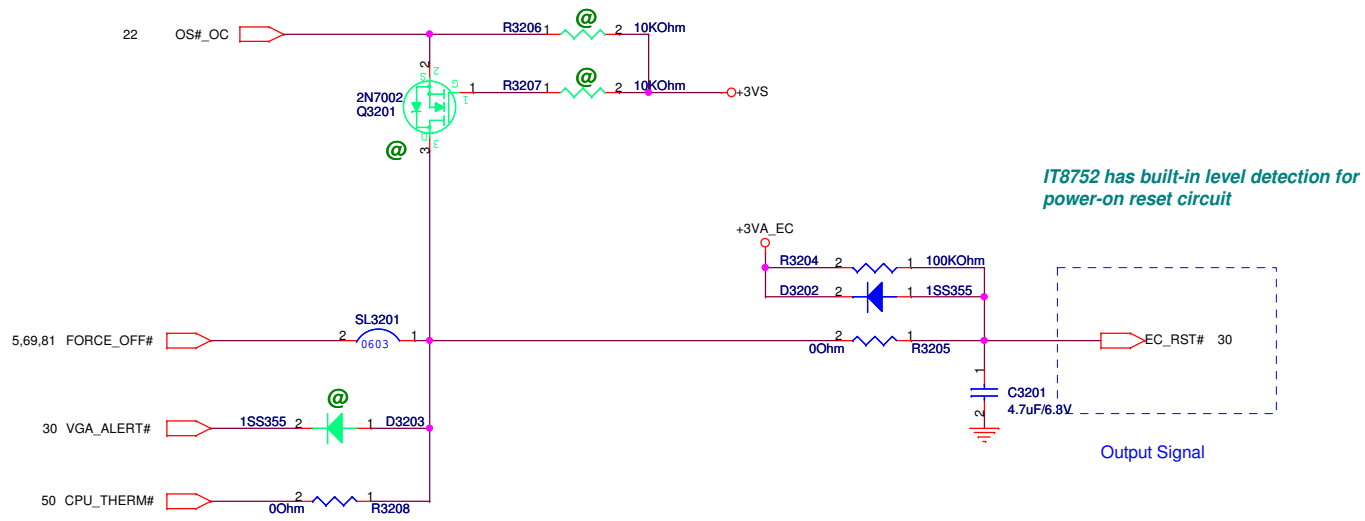 22 OS#_OC
R3206 1 @ 2 10KOhm
R3207 1 @ 2 10KOhm
+3VS
2 S
G 1 1
2N7002
Q3201
D 3 3
@
IT8752 has built-in level detection for
power-on reset circuit
+3VA_EC
R3204 2 1 100KOhm
D3202 2 1 1SS355
5,69,81 FORCE_OFF# 2 SL3201 1
0603
0Ohm 2 1 R3205
EC_RST# 30
1
C3201
4.7uF/6.3V
2
Output Signal
@
30 VGA_ALERT# 1SS355 2 1 D3203
50 CPU_THERM# 2 1
0Ohm R3208